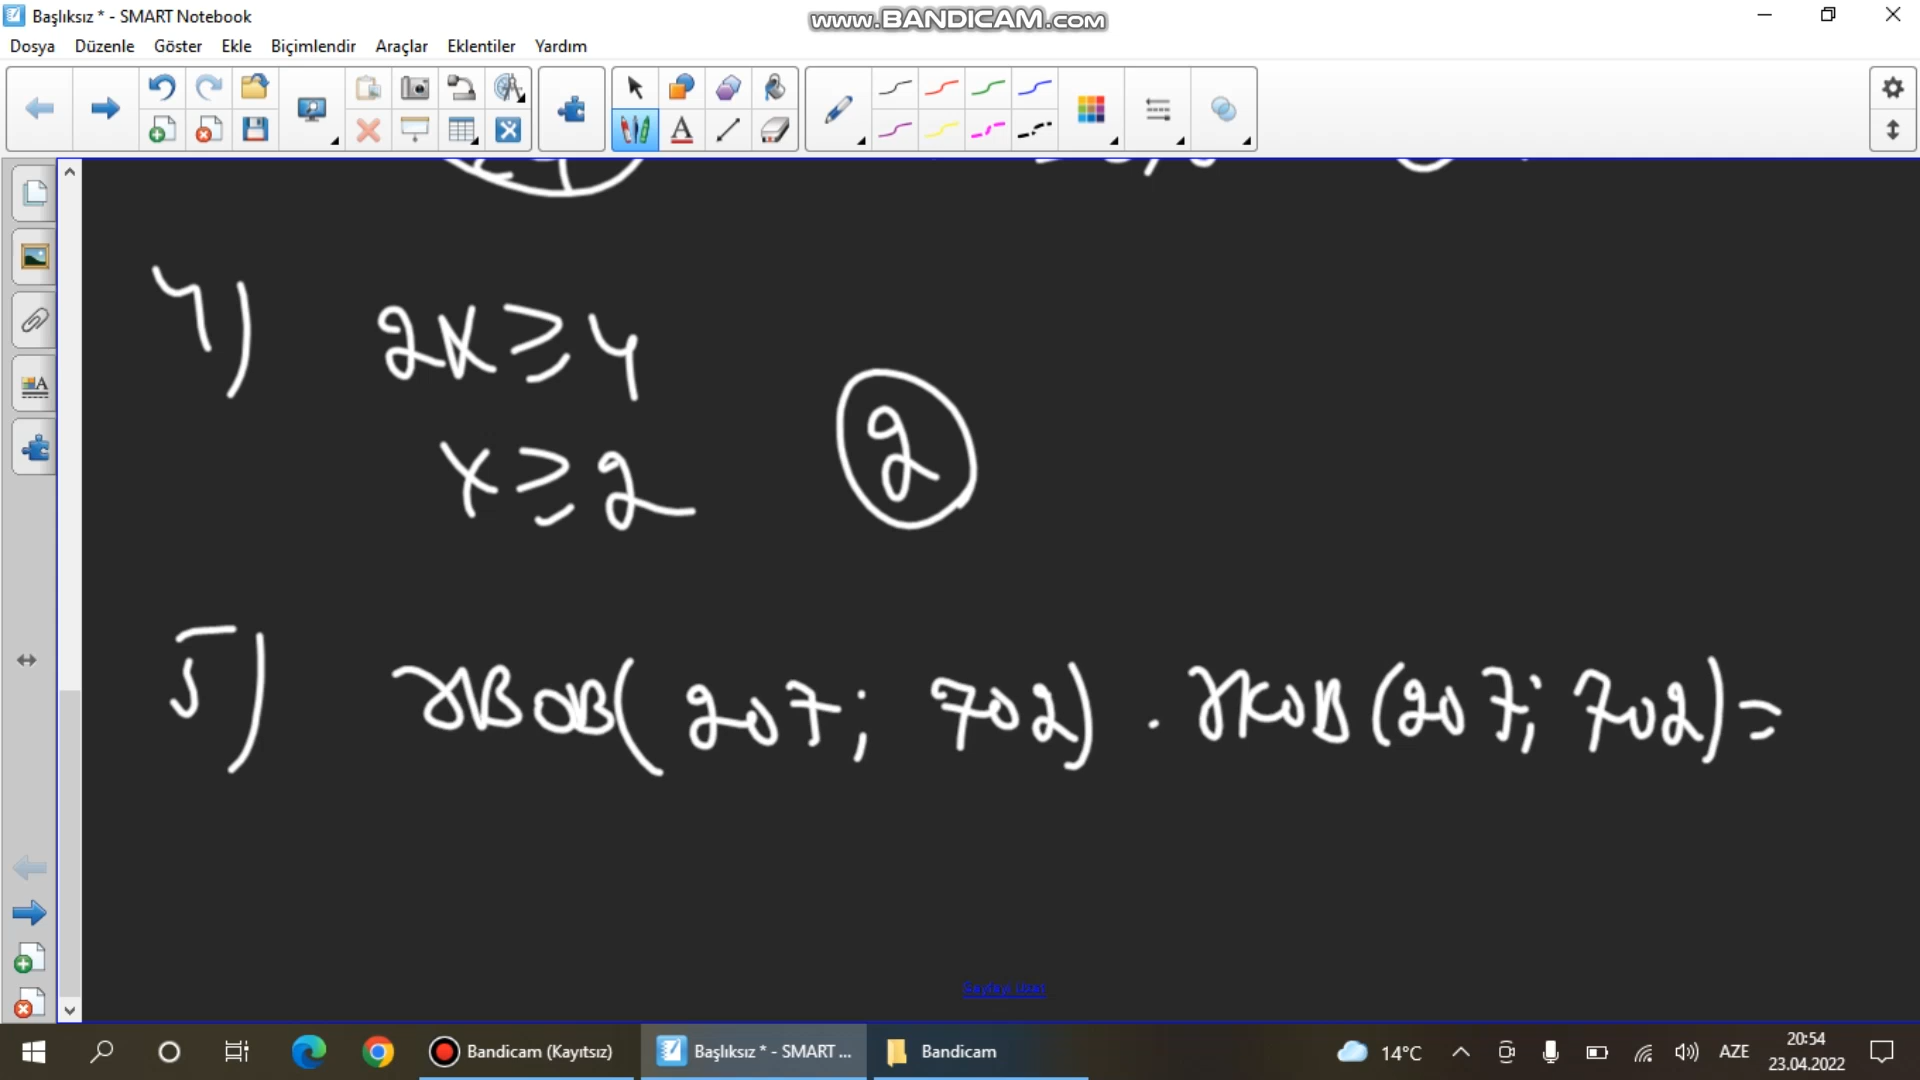 Başlıksız * - SMART Notebook
www.BANDICAM.com
Dosya Düzenle Göster Ekle Biçimlendir Araçlar Eklentiler Yardım
4) 2x ≥ 4
x ≥ 2
2
5) ƏBOB(207; 702) . ƏKOB(207; 702) =
Sayfayı Uzat
Bandicam (Kayıtsız)
Başlıksız * - SMART ...
Bandicam
14°C
AZE
20:54
23.04.2022